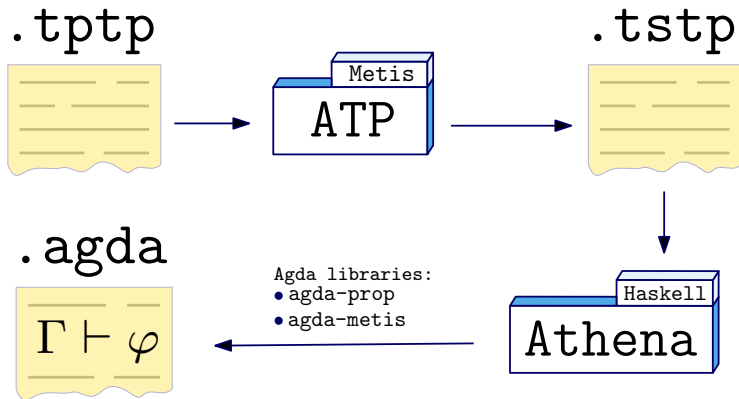 .tptp
.tstp
Metis
ATP
.agda
Agda libraries:
• agda-prop
• agda-metis
Haskell
Athena
Γ ⊢ φ